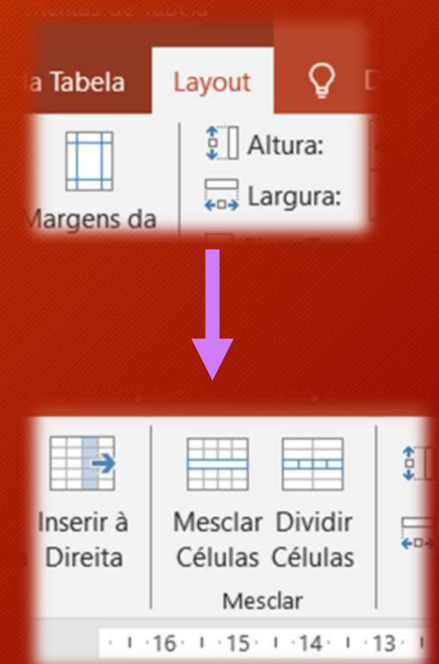 a Tabela Layout
Altura:
Largura:
Margens da
Inserir à Mesclar Dividir
Direita Células Células
Mesclar
16 15 14 13